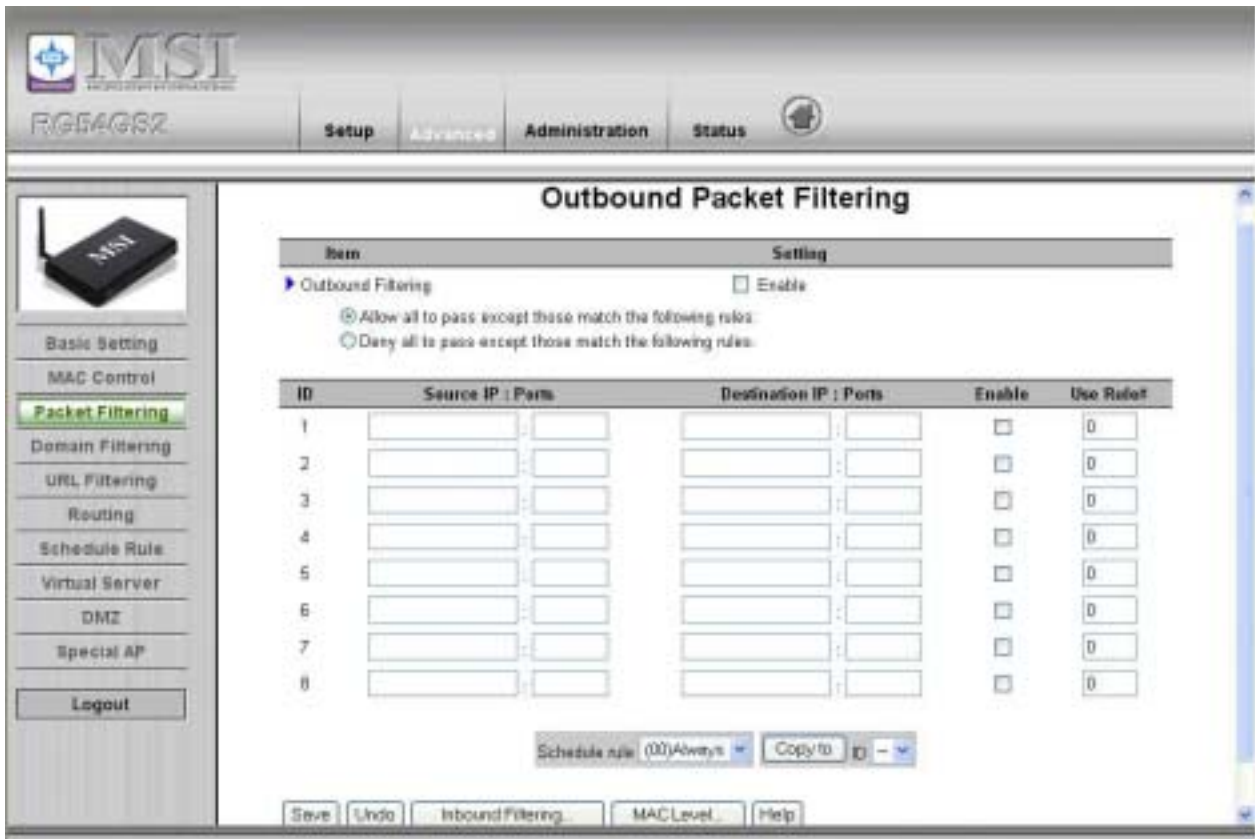 MSI
RG54GS2
Setup
Advanced
Administration
Status
Outbound Packet Filtering
Item Setting
Outbound Filtering Enable
Allow all to pass except those match the following rules.
Deny all to pass except those match the following rules.
ID Source IP : Ports Destination IP : Ports Enable Use Rule#
1 : : 0
2 : : 0
3 : : 0
4 : : 0
5 : : 0
6 : : 0
7 : : 0
8 : : 0
Schedule rule (00)Always Copy to ID --
Save Undo Inbound Filtering... MAC Level... Help
MSI
Basic Setting
MAC Control
Packet Filtering
Domain Filtering
URL Filtering
Routing
Schedule Rule
Virtual Server
DMZ
Special AP
Logout